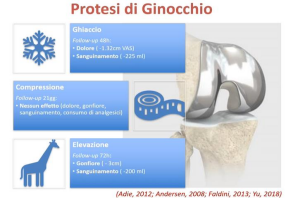 Protesi di Ginocchio
Ghiaccio
Follow-up 48h:
• Dolore ( -1.32cm VAS)
• Sanguinamento ( -225 ml)
Compressione
Follow-up 21gg:
• Nessun effetto (dolore, gonfiore,
sanguinamento, consumo di analgesici)
Elevazione
Follow-up 72h:
• Gonfiore ( - 3cm)
• Sanguinamento ( -200 ml)
(Adie, 2012; Andersen, 2008; Faldini, 2013; Yu, 2018)